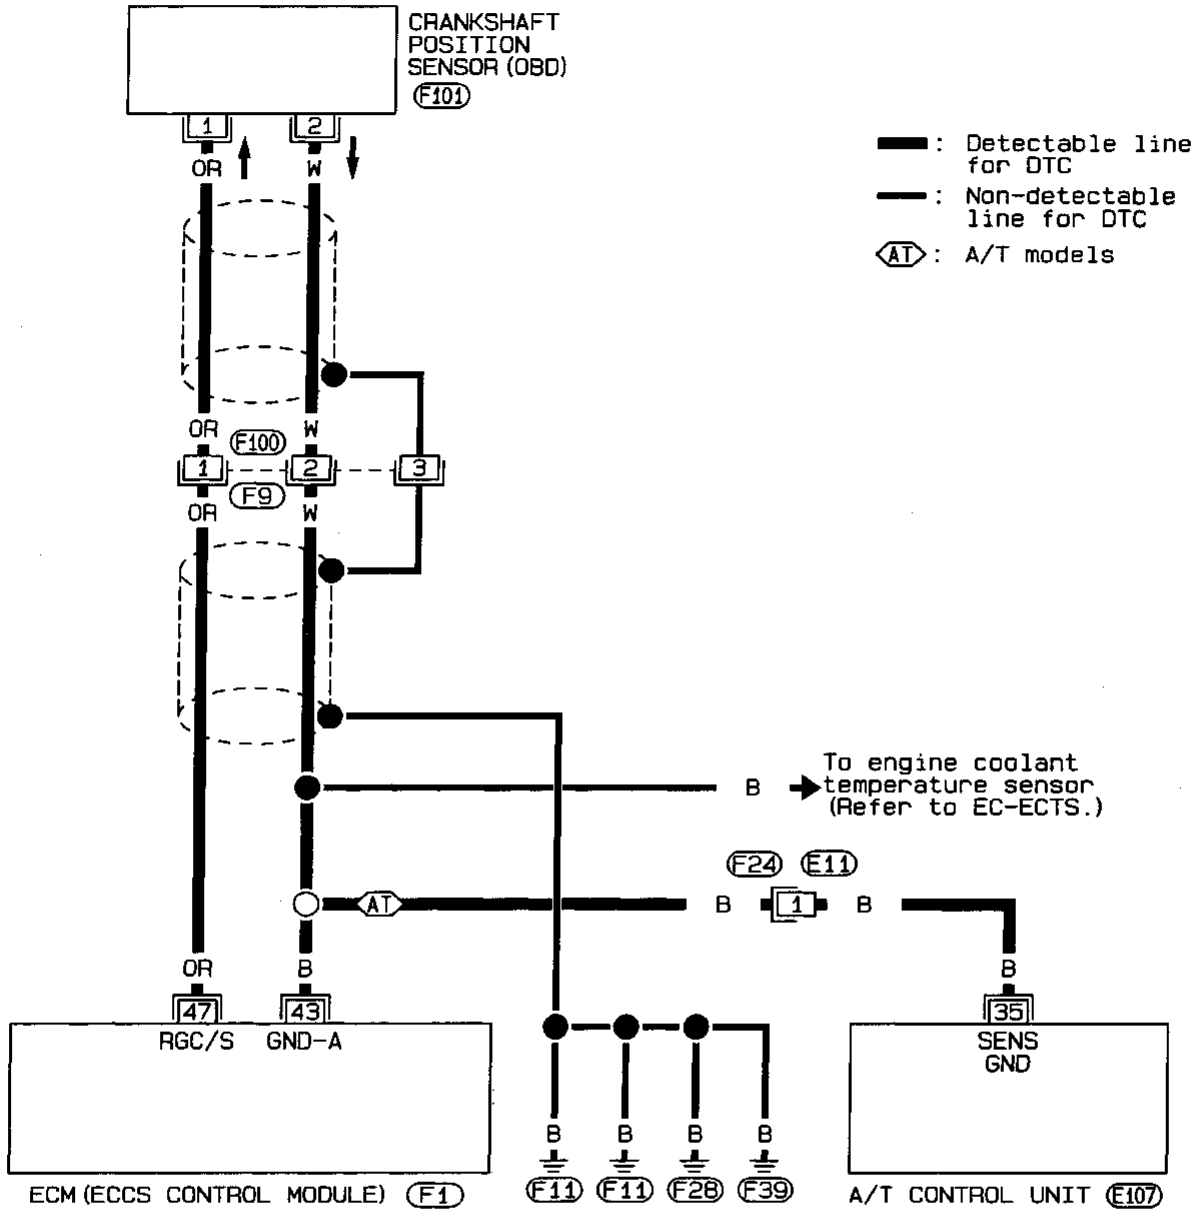 CRANKSHAFT
POSITION
SENSOR (OBD)
F101
1
2
OR
W
: Detectable line
for DTC
: Non-detectable
line for DTC
AT : A/T models
OR
F100
W
1
2
3
F9
OR
W
To engine coolant
B
temperature sensor
(Refer to EC-ECTS.)
F24
E11
AT
B
1
B
OR
B
B
47
43
35
RGC/S
GND-A
SENS
GND
B
B
B
B
F11
F11
F28
F39
ECM (ECCS CONTROL MODULE) F1
A/T CONTROL UNIT E107